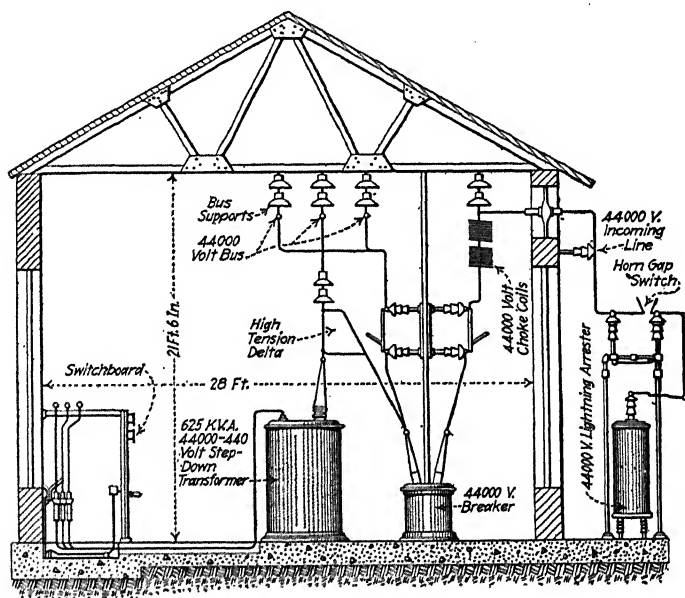 Bus
Supports
44000
Volt Bus
44000 V.
Incoming
Line
Horn Gap
Switch
21 Ft. 6 In.
High
Tension
Delta
44000 Volt
Choke Coils
Switchboard
28 Ft.
625 K.V.A.
44000-440
Volt Step-
Down
Transformer
44000 V.
Breaker
44000 V. Lightning Arrester